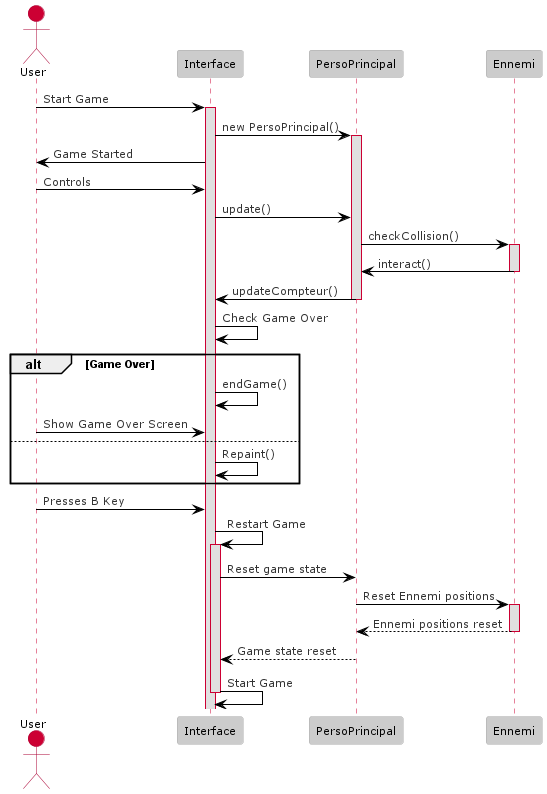 User
Interface PersoPrincipal Ennemi
Start Game
new PersoPrincipal()
Game Started
Controls
update()
checkCollision()
interact()
updateCompteur()
Check Game Over
alt [Game Over]
endGame()
Show Game Over Screen
Repaint()
Presses B Key
Restart Game
Reset game state
Reset Ennemi positions
Ennemi positions reset
Game state reset
Start Game
User
Interface PersoPrincipal Ennemi